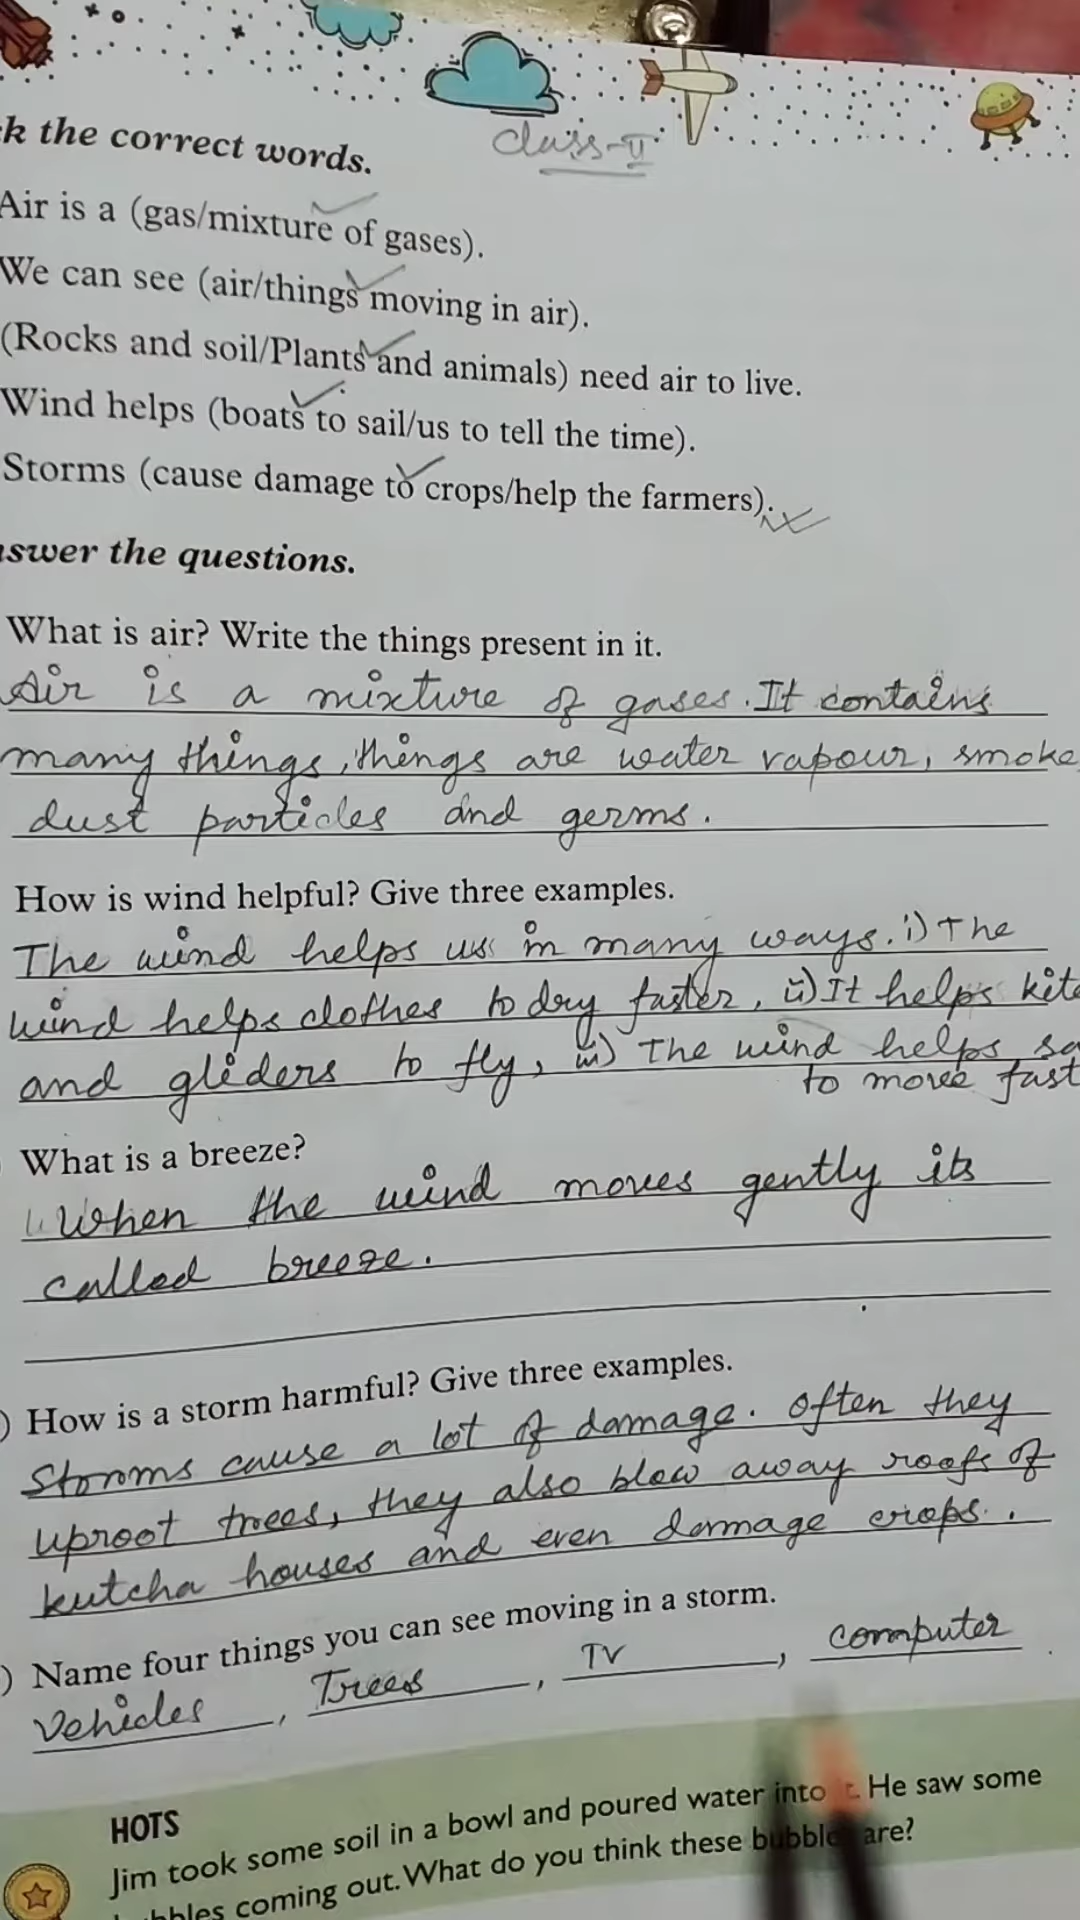 k the correct words.
Class-II
Air is a (gas/mixture of gases).
We can see (air/things moving in air).
(Rocks and soil/Plants and animals) need air to live.
Wind helps (boats to sail/us to tell the time).
Storms (cause damage to crops/help the farmers).
swer the questions.
What is air? Write the things present in it.
Air is a mixture of gases. It contains
many things, things are water vapour, smoke
dust particles and germs.
How is wind helpful? Give three examples.
The wind helps us in many ways. i) The
wind helps clothes to dry faster, ii) It helps kite
and gliders to fly, iii) The wind helps sa
to move fast
What is a breeze?
When the wind moves gently its
called breeze.
) How is a storm harmful? Give three examples.
Storms cause a lot of damage. Often they
uproot trees, they also blow away roofs of
kutcha houses and even damage crops.
) Name four things you can see moving in a storm.
Vehicles, Trees, TV, computer
HOTS
Jim took some soil in a bowl and poured water into it. He saw some
bbles coming out. What do you think these bubbles are?